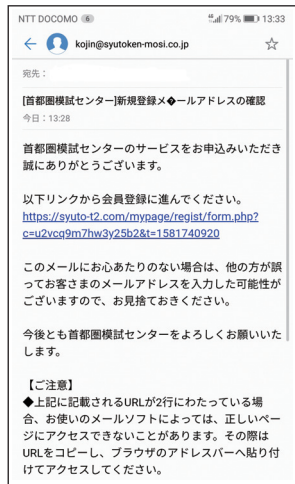 NTT DOCOMO 6 4G 79% 13:33
kojin@syutoken-mosi.co.jp
宛先：
[首都圏模試センター]新規登録メ�ールアドレスの確認
今日：13:28
首都圏模試センターのサービスをお申込みいただき
誠にありがとうございます。
以下リンクから会員登録に進んでください。
https://syuto-t2.com/mypage/regist/form.php?
c=u2vcq9m7hw3y25b2&t=1581740920
このメールにお心あたりのない場合は、他の方が誤
ってお客さまのメールアドレスを入力した可能性が
ございますので、お見捨ておきください。
今後とも首都圏模試センターをよろしくお願いいた
します。
【ご注意】
◆上記に記載されるURLが2行にわたっている場
合、お使いのメールソフトによっては、正しいペー
ジにアクセスできないことがあります。その際は
URLをコピーし、ブラウザのアドレスバーへ貼り付
けてアクセスしてください。